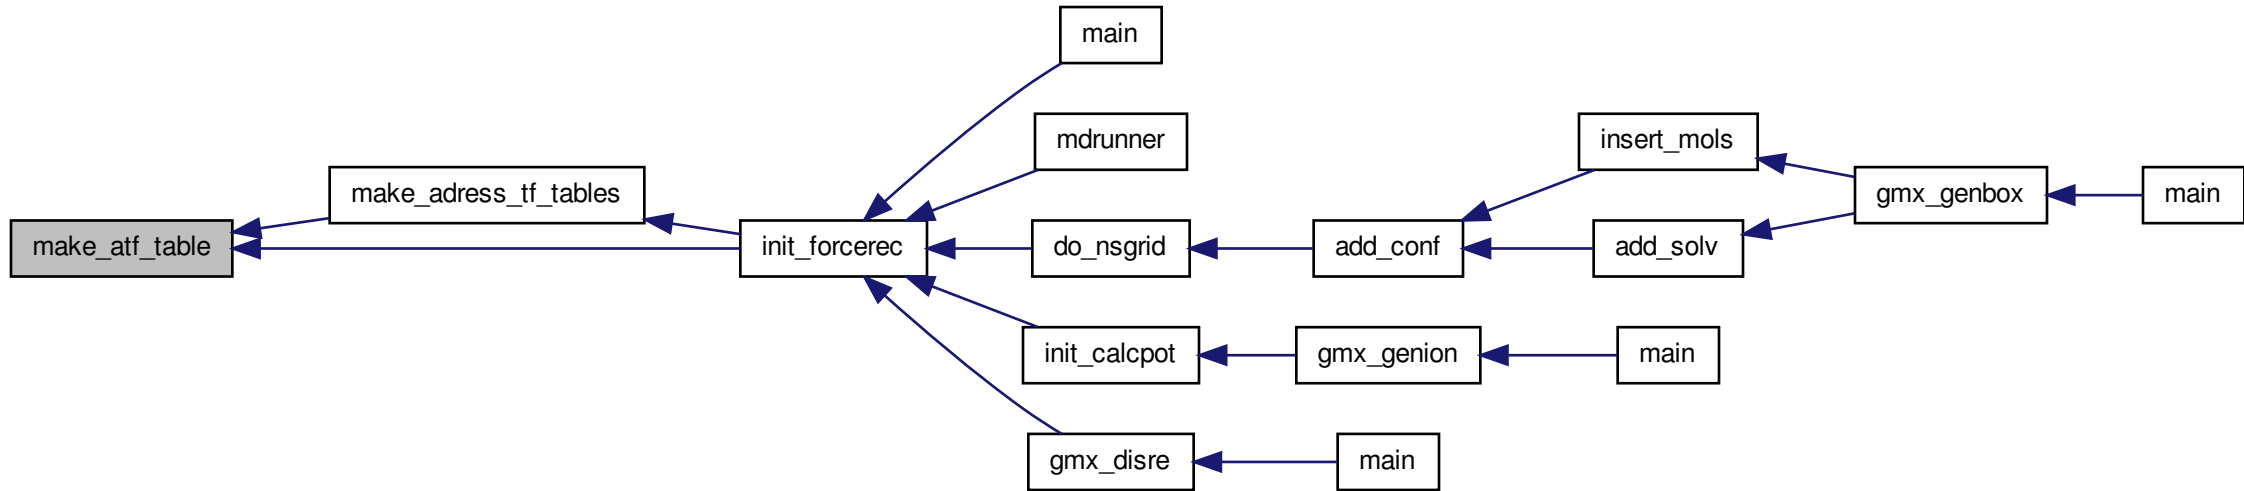 main
mdrunner
insert_mols
make_adress_tf_tables
gmx_genbox
main
make_atf_table
init_forcerec
do_nsgrid
add_conf
add_solv
init_calcpot
gmx_genion
main
gmx_disre
main